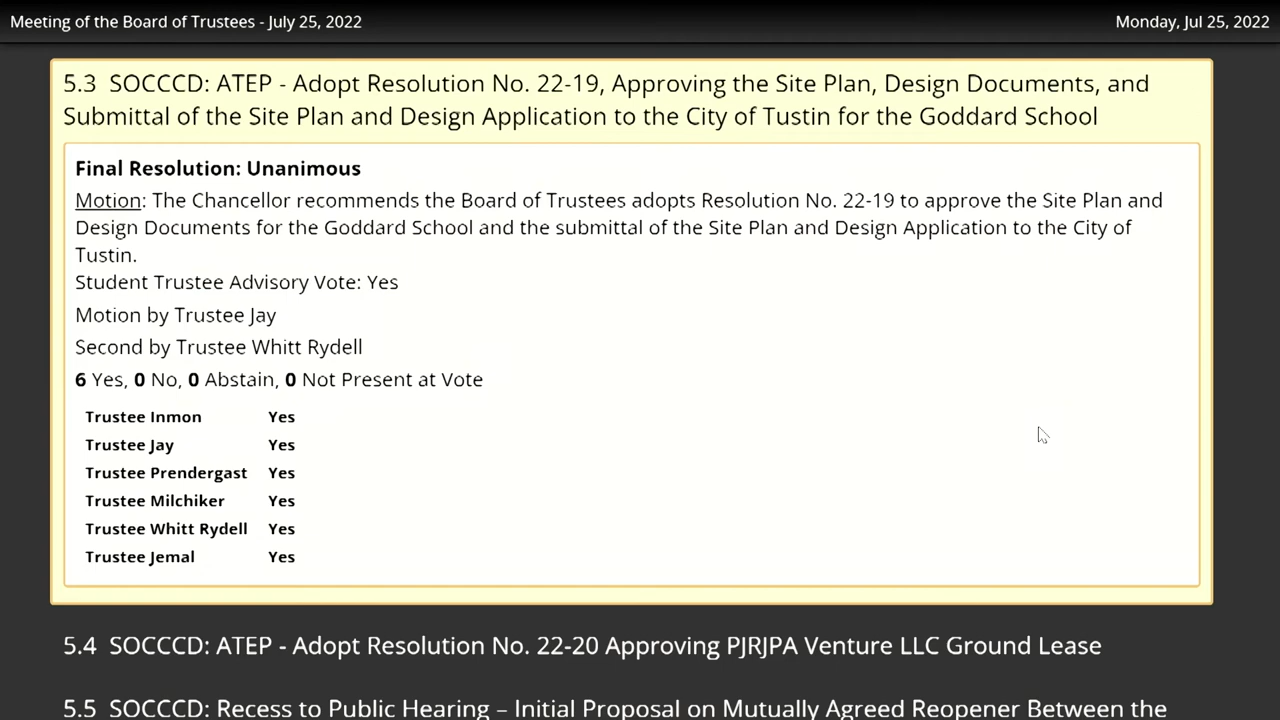 Meeting of the Board of Trustees - July 25, 2022
Monday, Jul 25, 2022
5.3 SOCCCD: ATEP - Adopt Resolution No. 22-19, Approving the Site Plan, Design Documents, and
Submittal of the Site Plan and Design Application to the City of Tustin for the Goddard School
Final Resolution: Unanimous
Motion: The Chancellor recommends the Board of Trustees adopts Resolution No. 22-19 to approve the Site Plan and
Design Documents for the Goddard School and the submittal of the Site Plan and Design Application to the City of
Tustin.
Student Trustee Advisory Vote: Yes
Motion by Trustee Jay
Second by Trustee Whitt Rydell
6 Yes, 0 No, 0 Abstain, 0 Not Present at Vote
Trustee Inmon Yes
Trustee Jay Yes
Trustee Prendergast Yes
Trustee Milchiker Yes
Trustee Whitt Rydell Yes
Trustee Jemal Yes
5.4 SOCCCD: ATEP - Adopt Resolution No. 22-20 Approving PJRJPA Venture LLC Ground Lease
5.5 SOCCCD: Recess to Public Hearing – Initial Proposal on Mutually Agreed Reopener Between the